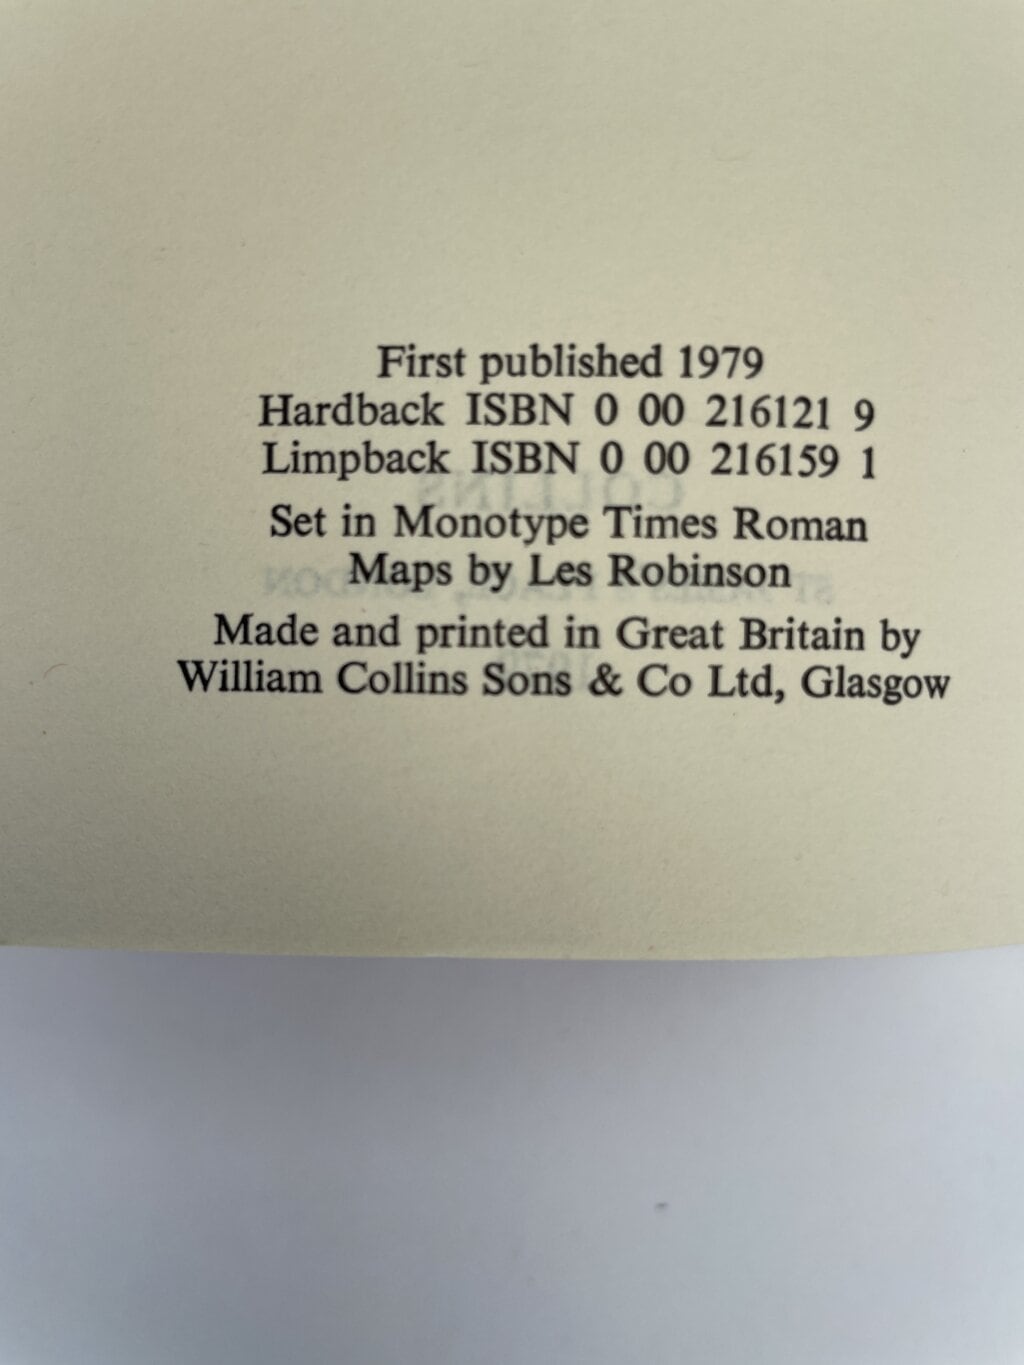 First published 1979
Hardback ISBN 0 00 216121 9
Limpback ISBN 0 00 216159 1
Set in Monotype Times Roman
Maps by Les Robinson
Made and printed in Great Britain by
William Collins Sons & Co Ltd, Glasgow